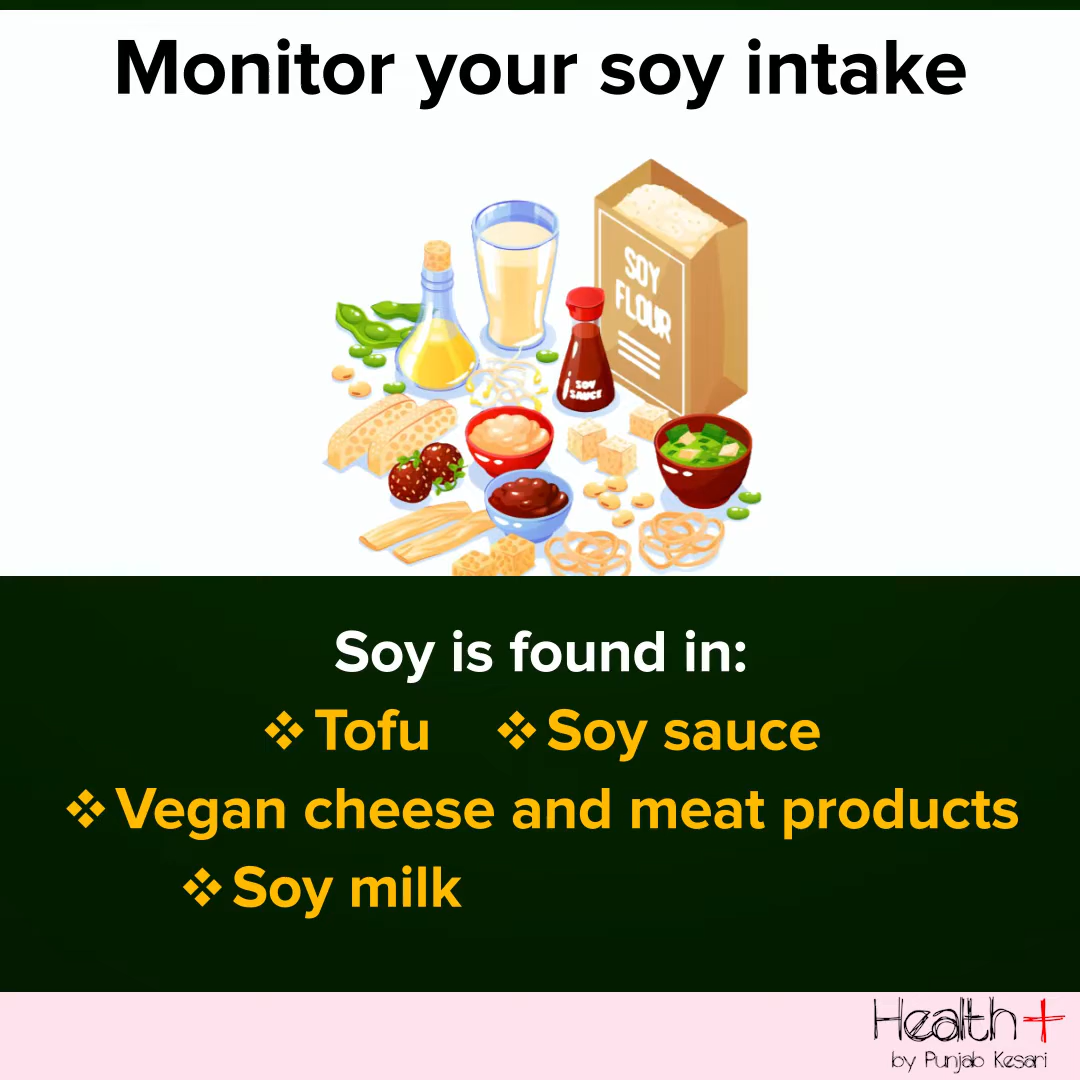 Monitor your soy intake
SOY
FLOUR
SOY
SAUCE
Soy is found in:
❖ Tofu ❖ Soy sauce
❖ Vegan cheese and meat products
❖ Soy milk
Health+
by Punjab Kesari